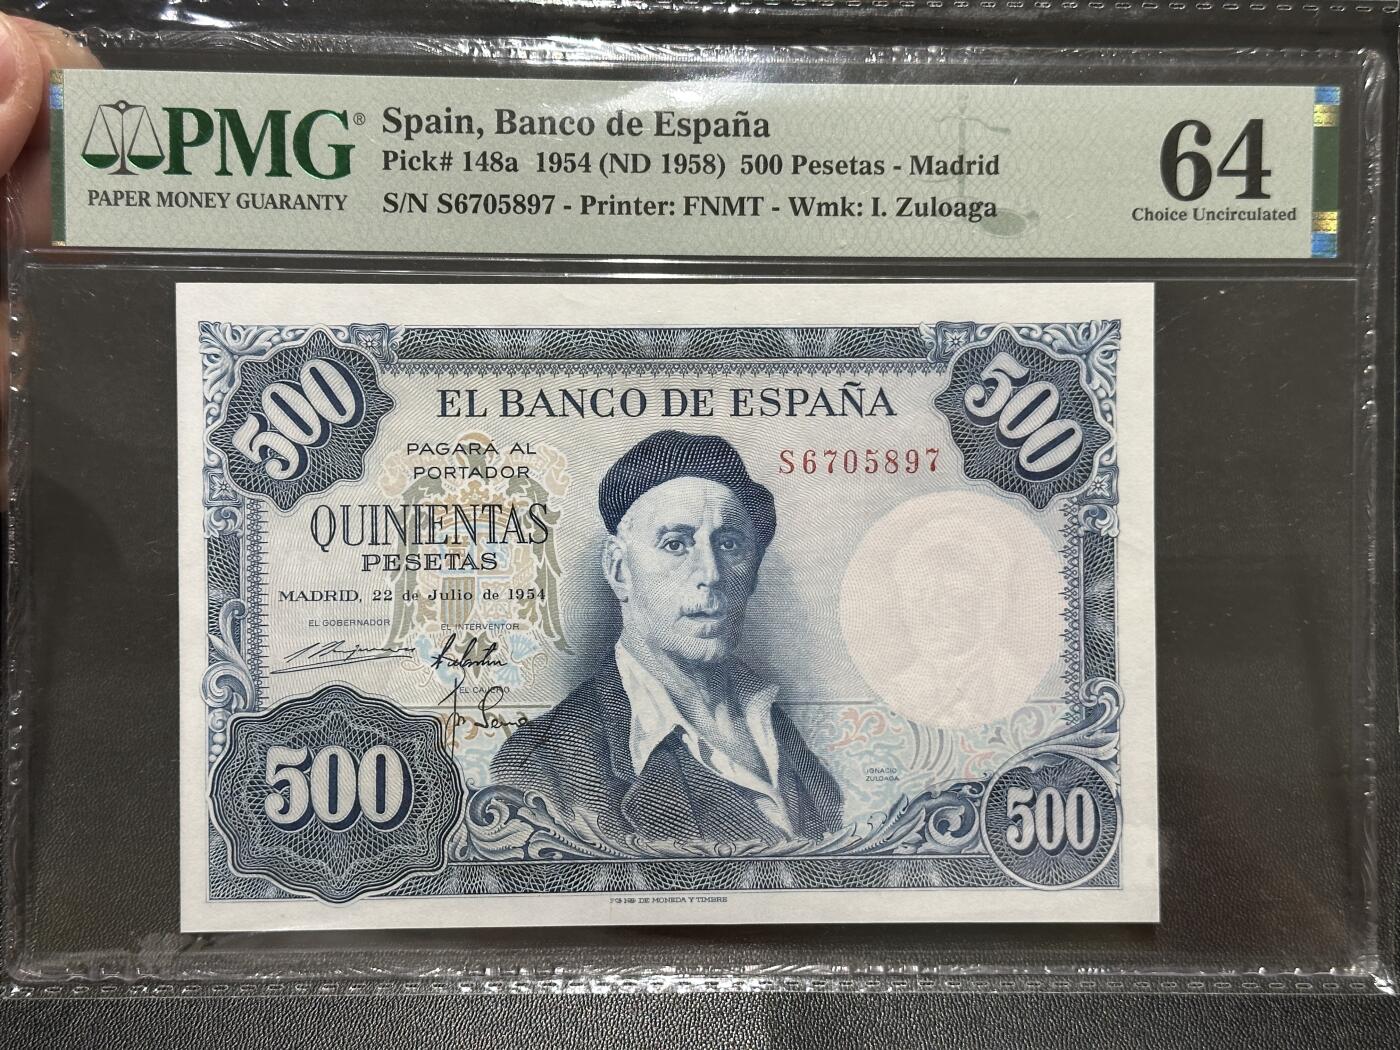 PMG®
PAPER MONEY GUARANTY
Spain, Banco de España
Pick# 148a 1954 (ND 1958) 500 Pesetas - Madrid
S/N S6705897 - Printer: FNMT - Wmk: I. Zuloaga
64
Choice Uncirculated
500
500
EL BANCO DE ESPAÑA
PAGARÁ AL
PORTADOR
S6705897
QUINIENTAS
PESETAS
MADRID, 22 de Julio de 1954
EL GOBERNADOR
EL INTERVENTOR
EL CAJERO
IGNACIO
ZULOAGA
500
500
DE MONEDA Y TIMBRE